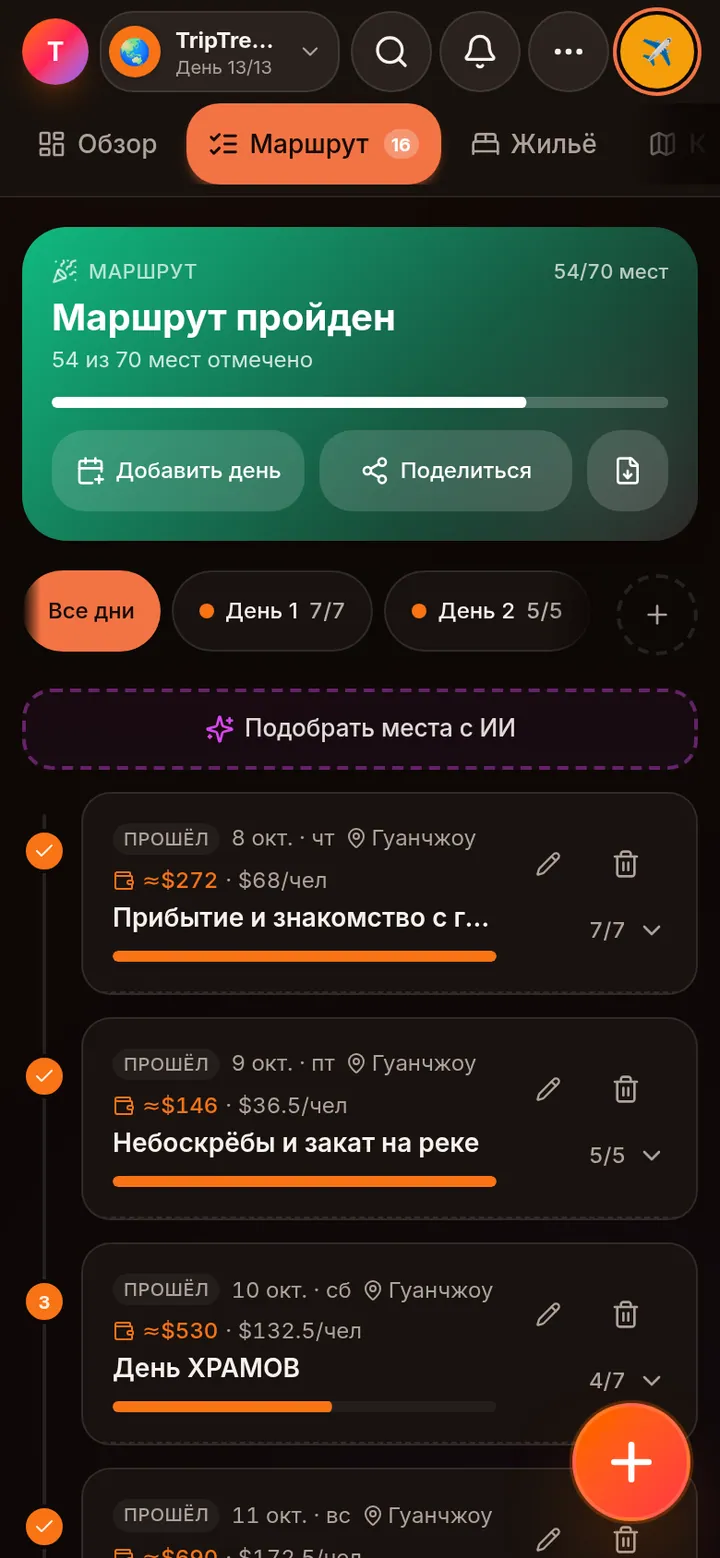 T
TripTre...
День 13/13
Обзор
Маршрут 16
Жильё
К
МАРШРУТ
54/70 мест
Маршрут пройден
54 из 70 мест отмечено
Добавить день
Поделиться
Все дни
День 1 7/7
День 2 5/5
Подобрать места с ИИ
ПРОШЁЛ 8 окт. · чт Гуанчжоу
≈$272 · $68/чел
Прибытие и знакомство с г...
7/7
ПРОШЁЛ 9 окт. · пт Гуанчжоу
≈$146 · $36.5/чел
Небоскрёбы и закат на реке
5/5
3
ПРОШЁЛ 10 окт. · сб Гуанчжоу
≈$530 · $132.5/чел
День ХРАМОВ
4/7
ПРОШЁЛ 11 окт. · вс Гуанчжоу
≈$690 · $172.5/чел